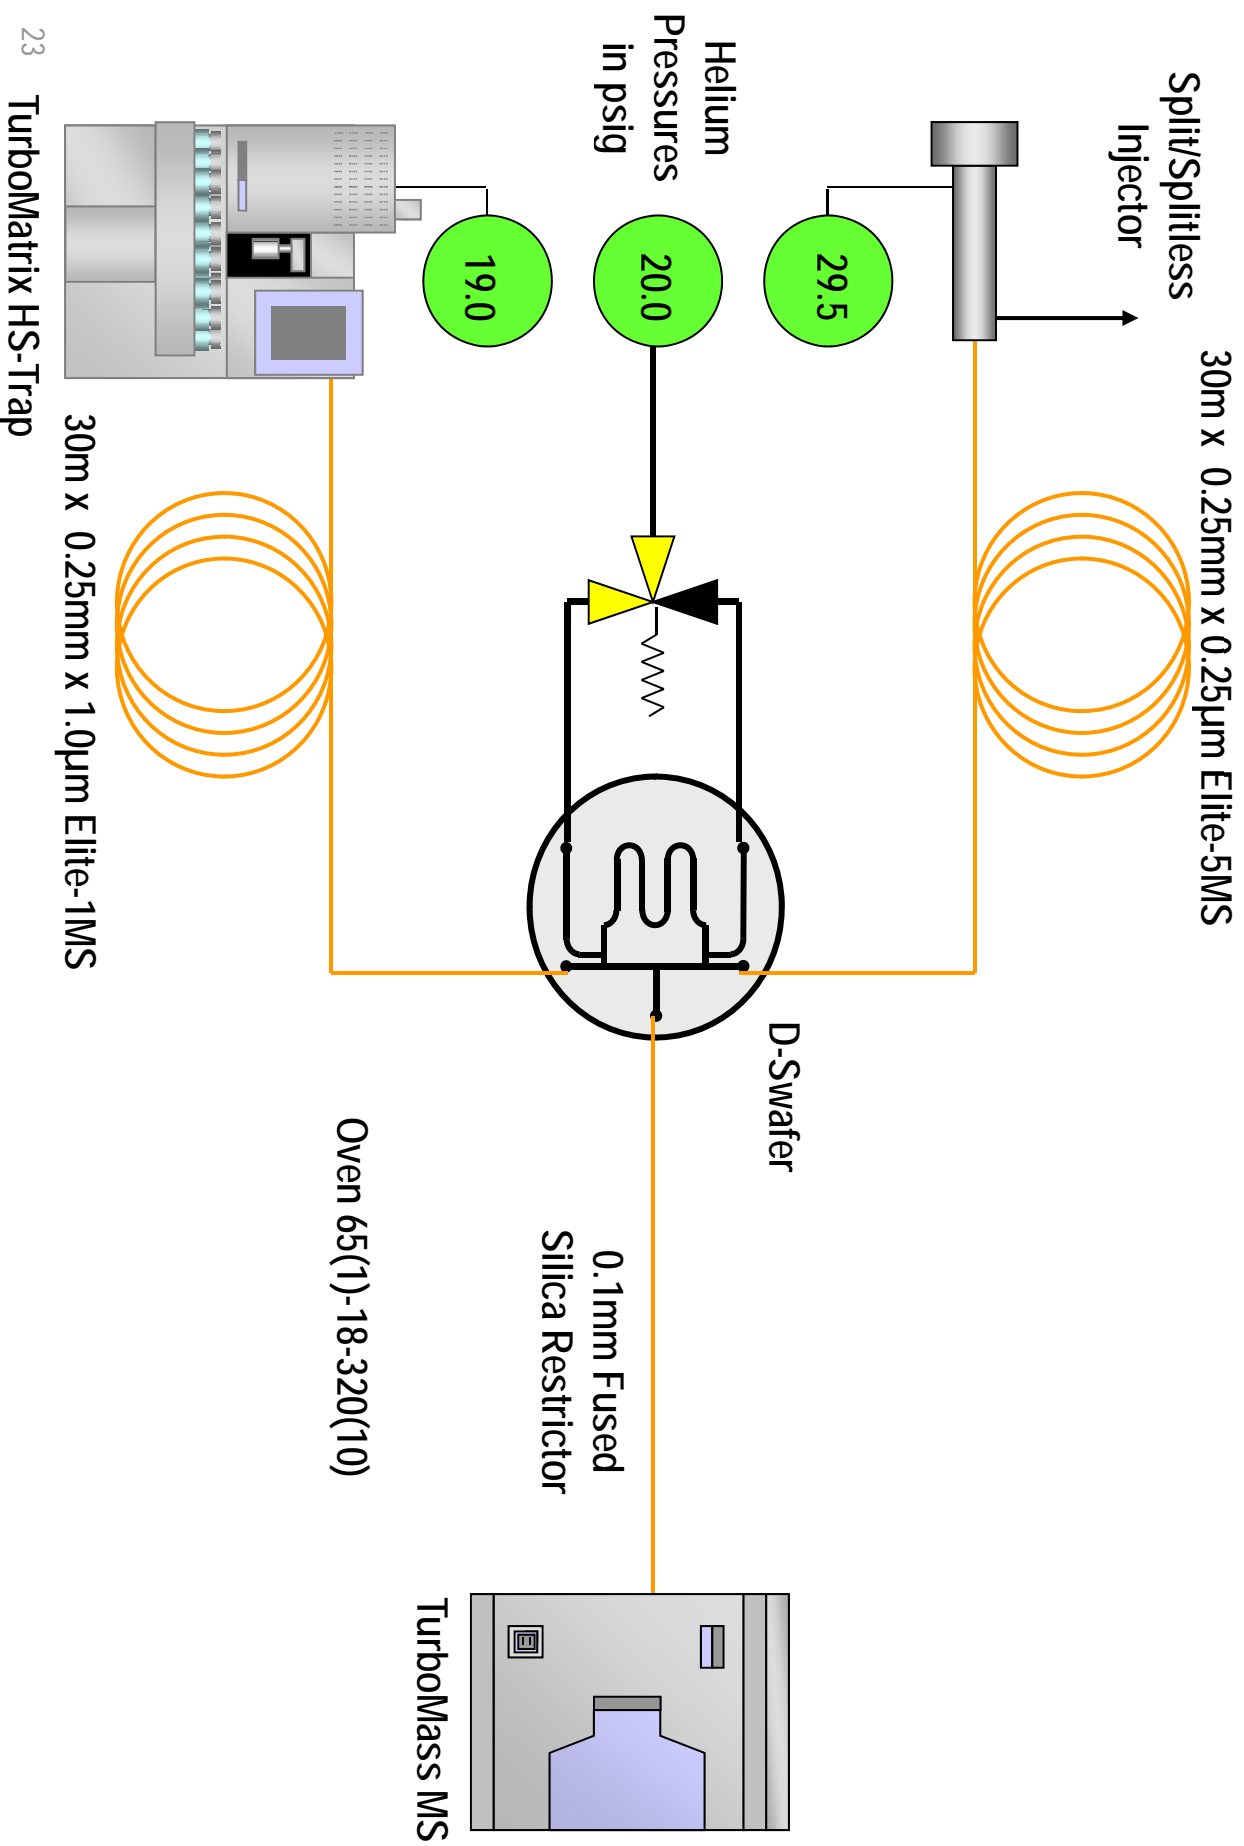 Split/Splitless
Injector
30m x 0.25mm x 0.25µm Elite-5MS
29.5
Helium
Pressures
in psig
20.0
19.0
D-Swafer
0.1mm Fused
Silica Restrictor
Oven 65(1)-18-320(10)
TurboMass MS
30m x 0.25mm x 1.0µm Elite-1MS
TurboMatrix HS-Trap
23